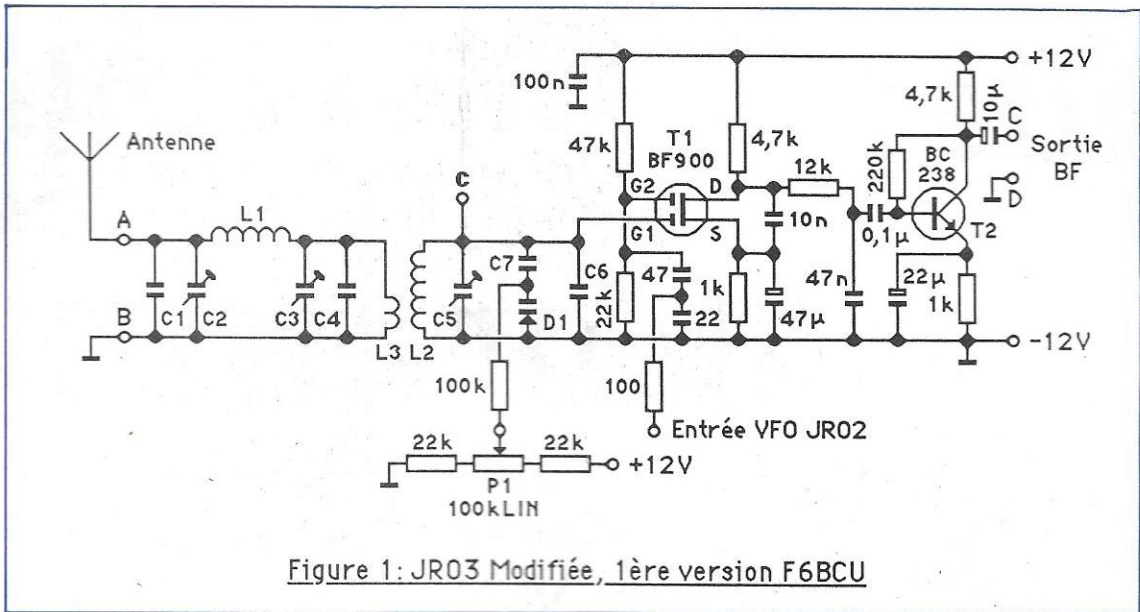 +12V
100n
4,7k
10μ
C
Antenne
47k
T1
BF900
4,7k
Sortie
BF
C
12k
220k
BC
238
A
L1
G2
D
D
G1
S
10n
0,1μ
T2
C7
C6
47
1k
47n
22μ
1k
22k
B
C1
C2
C3
C4
C5
D1
22
47μ
-12V
L3
L2
100k
100
Entrée VFO JR02
22k
22k
+12V
P1
100kLIN
Figure 1: JR03 Modifiée, 1ère version F6BCU